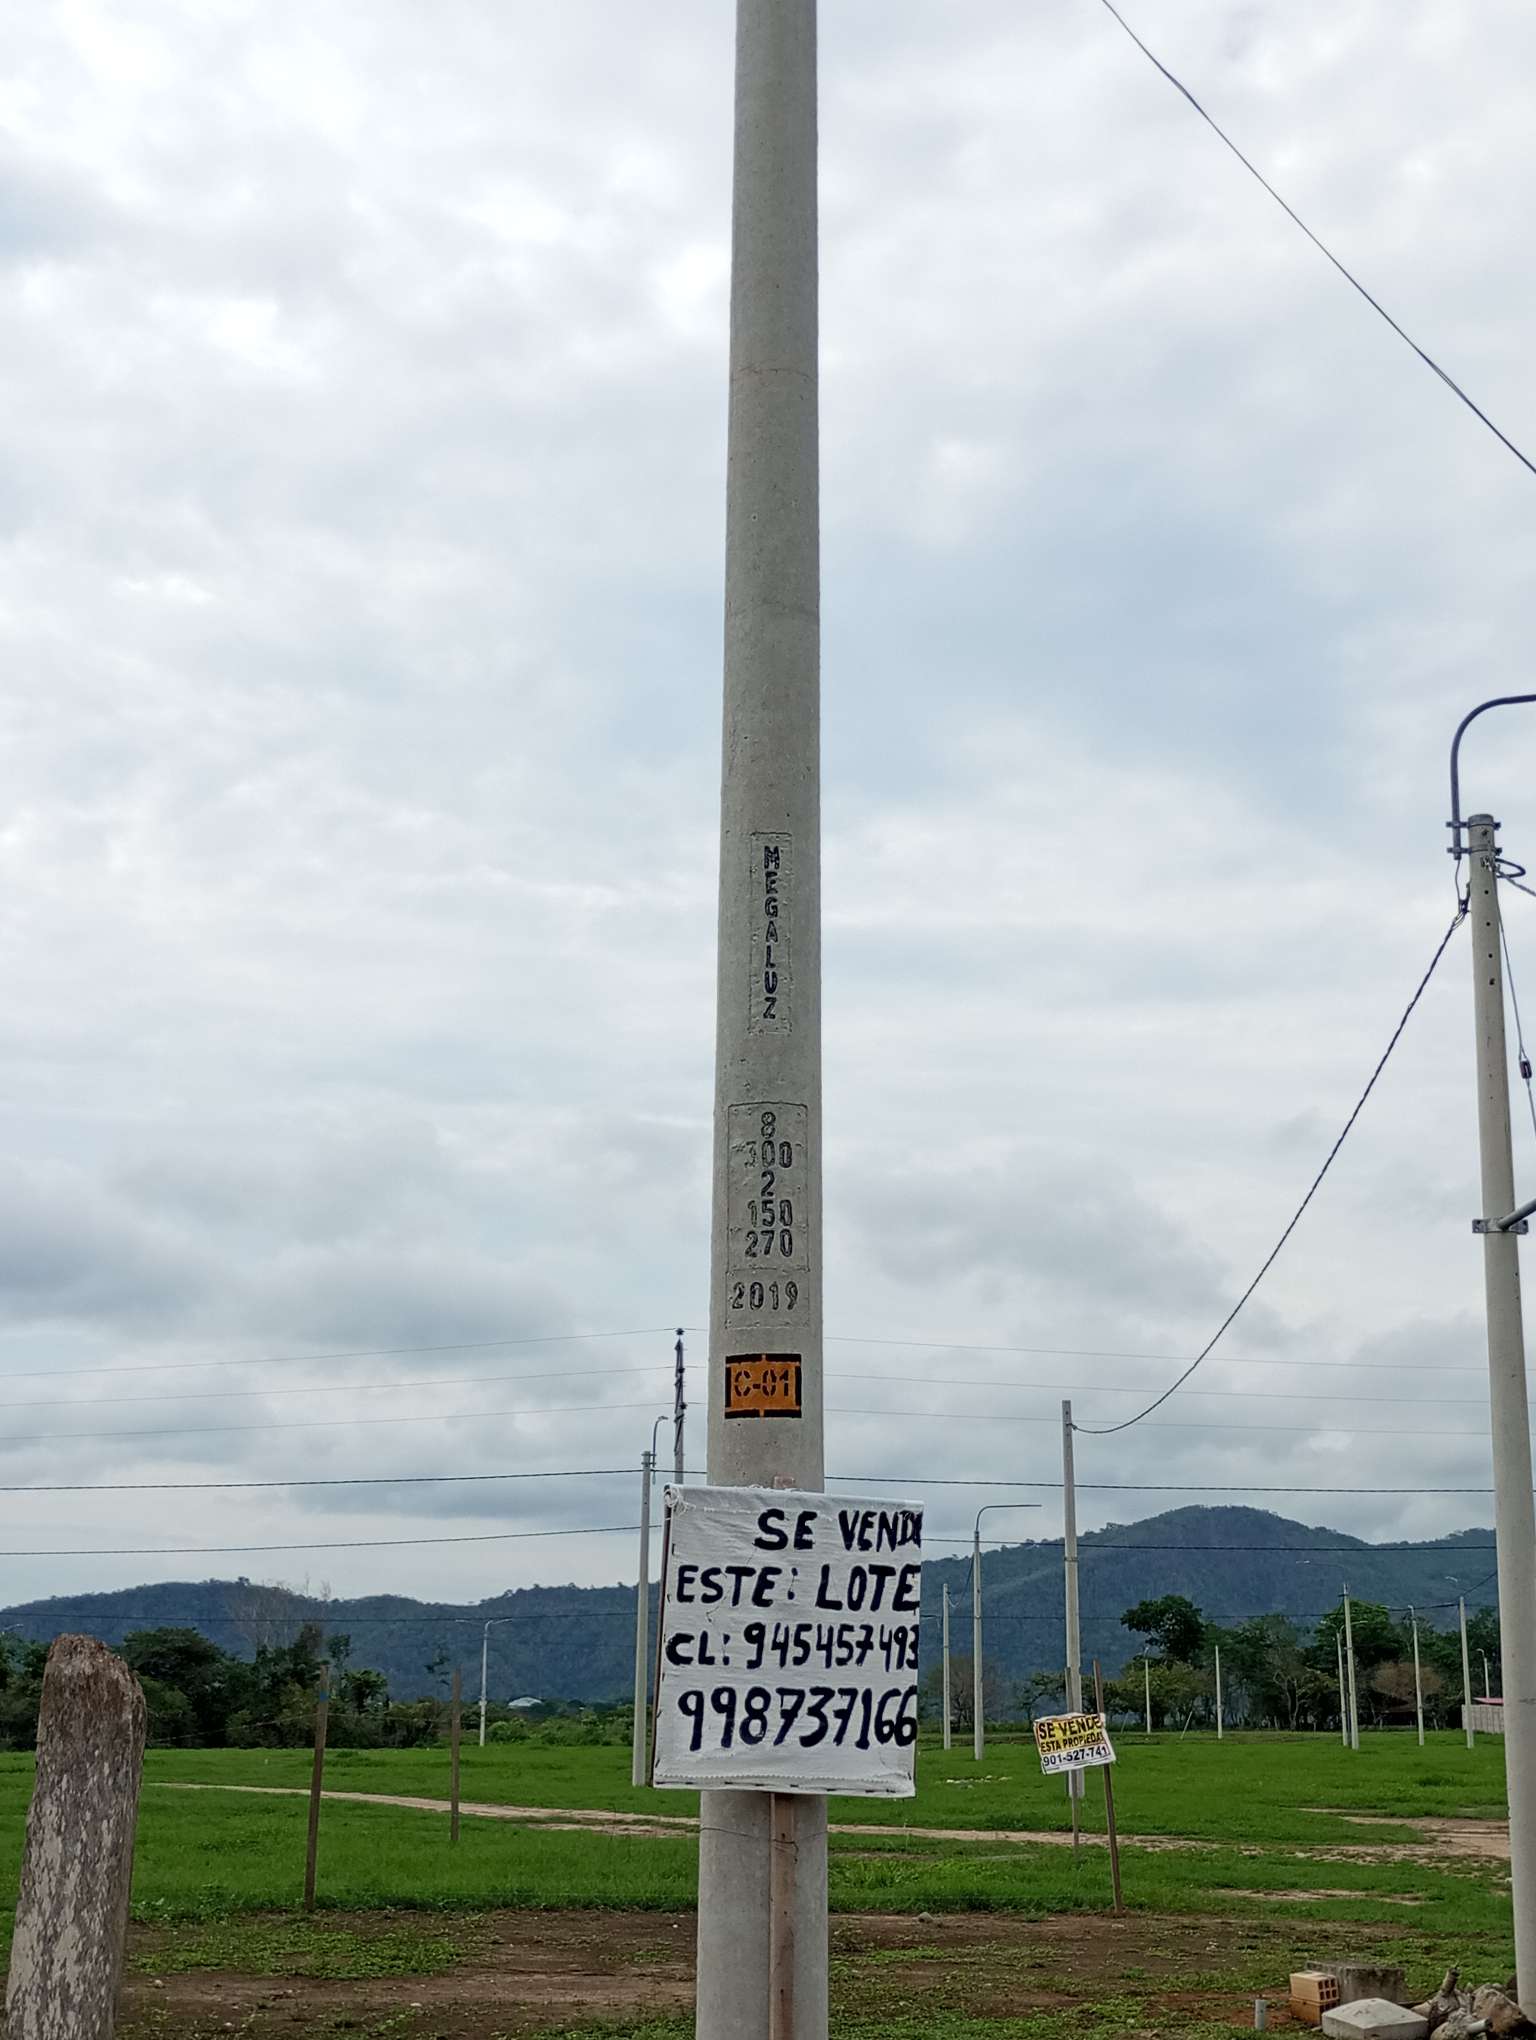 MEGALUZ
8
300
2
150
270
2019
C-01
SE VENDE
ESTE: LOTE
CL: 945457493
998737166
SE VENDE
ESTA PROPIEDAD
901-527-741